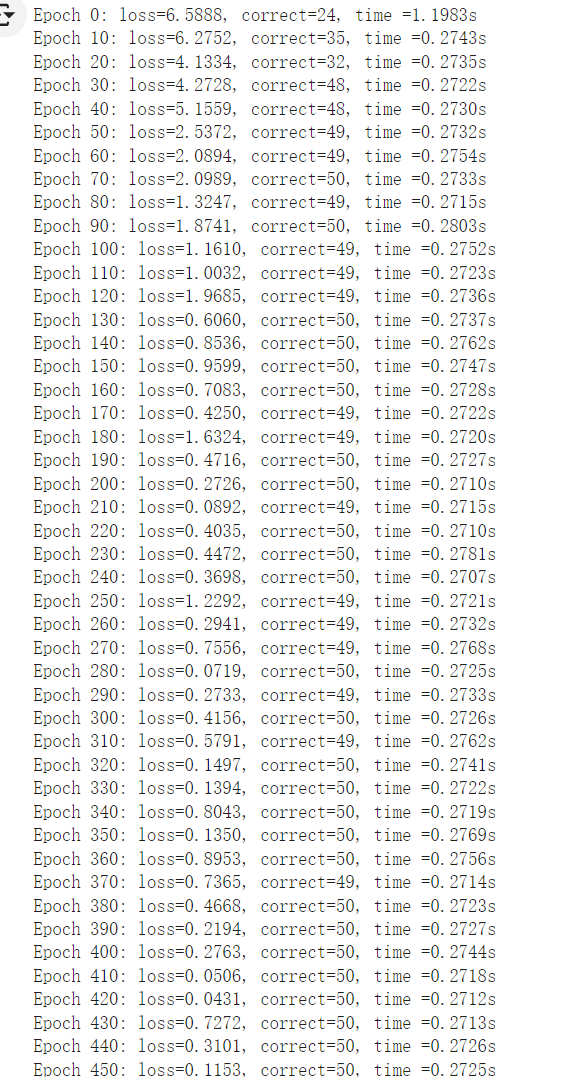 Epoch 0: loss=6.5888, correct=24, time =1.1983s
Epoch 10: loss=6.2752, correct=35, time =0.2743s
Epoch 20: loss=4.1334, correct=32, time =0.2735s
Epoch 30: loss=4.2728, correct=48, time =0.2722s
Epoch 40: loss=5.1559, correct=48, time =0.2730s
Epoch 50: loss=2.5372, correct=49, time =0.2732s
Epoch 60: loss=2.0894, correct=49, time =0.2754s
Epoch 70: loss=2.0989, correct=50, time =0.2733s
Epoch 80: loss=1.3247, correct=49, time =0.2715s
Epoch 90: loss=1.8741, correct=50, time =0.2803s
Epoch 100: loss=1.1610, correct=49, time =0.2752s
Epoch 110: loss=1.0032, correct=49, time =0.2723s
Epoch 120: loss=1.9685, correct=49, time =0.2736s
Epoch 130: loss=0.6060, correct=50, time =0.2737s
Epoch 140: loss=0.8536, correct=50, time =0.2762s
Epoch 150: loss=0.9599, correct=50, time =0.2747s
Epoch 160: loss=0.7083, correct=50, time =0.2728s
Epoch 170: loss=0.4250, correct=49, time =0.2722s
Epoch 180: loss=1.6324, correct=49, time =0.2720s
Epoch 190: loss=0.4716, correct=50, time =0.2727s
Epoch 200: loss=0.2726, correct=50, time =0.2710s
Epoch 210: loss=0.0892, correct=49, time =0.2715s
Epoch 220: loss=0.4035, correct=50, time =0.2710s
Epoch 230: loss=0.4472, correct=50, time =0.2781s
Epoch 240: loss=0.3698, correct=50, time =0.2707s
Epoch 250: loss=1.2292, correct=49, time =0.2721s
Epoch 260: loss=0.2941, correct=49, time =0.2732s
Epoch 270: loss=0.7556, correct=49, time =0.2768s
Epoch 280: loss=0.0719, correct=50, time =0.2725s
Epoch 290: loss=0.2733, correct=49, time =0.2733s
Epoch 300: loss=0.4156, correct=50, time =0.2726s
Epoch 310: loss=0.5791, correct=49, time =0.2762s
Epoch 320: loss=0.1497, correct=50, time =0.2741s
Epoch 330: loss=0.1394, correct=50, time =0.2722s
Epoch 340: loss=0.8043, correct=50, time =0.2719s
Epoch 350: loss=0.1350, correct=50, time =0.2769s
Epoch 360: loss=0.8953, correct=50, time =0.2756s
Epoch 370: loss=0.7365, correct=49, time =0.2714s
Epoch 380: loss=0.4668, correct=50, time =0.2723s
Epoch 390: loss=0.2194, correct=50, time =0.2727s
Epoch 400: loss=0.2763, correct=50, time =0.2744s
Epoch 410: loss=0.0506, correct=50, time =0.2718s
Epoch 420: loss=0.0431, correct=50, time =0.2712s
Epoch 430: loss=0.7272, correct=50, time =0.2713s
Epoch 440: loss=0.3101, correct=50, time =0.2726s
Epoch 450: loss=0.1153, correct=50, time =0.2725s